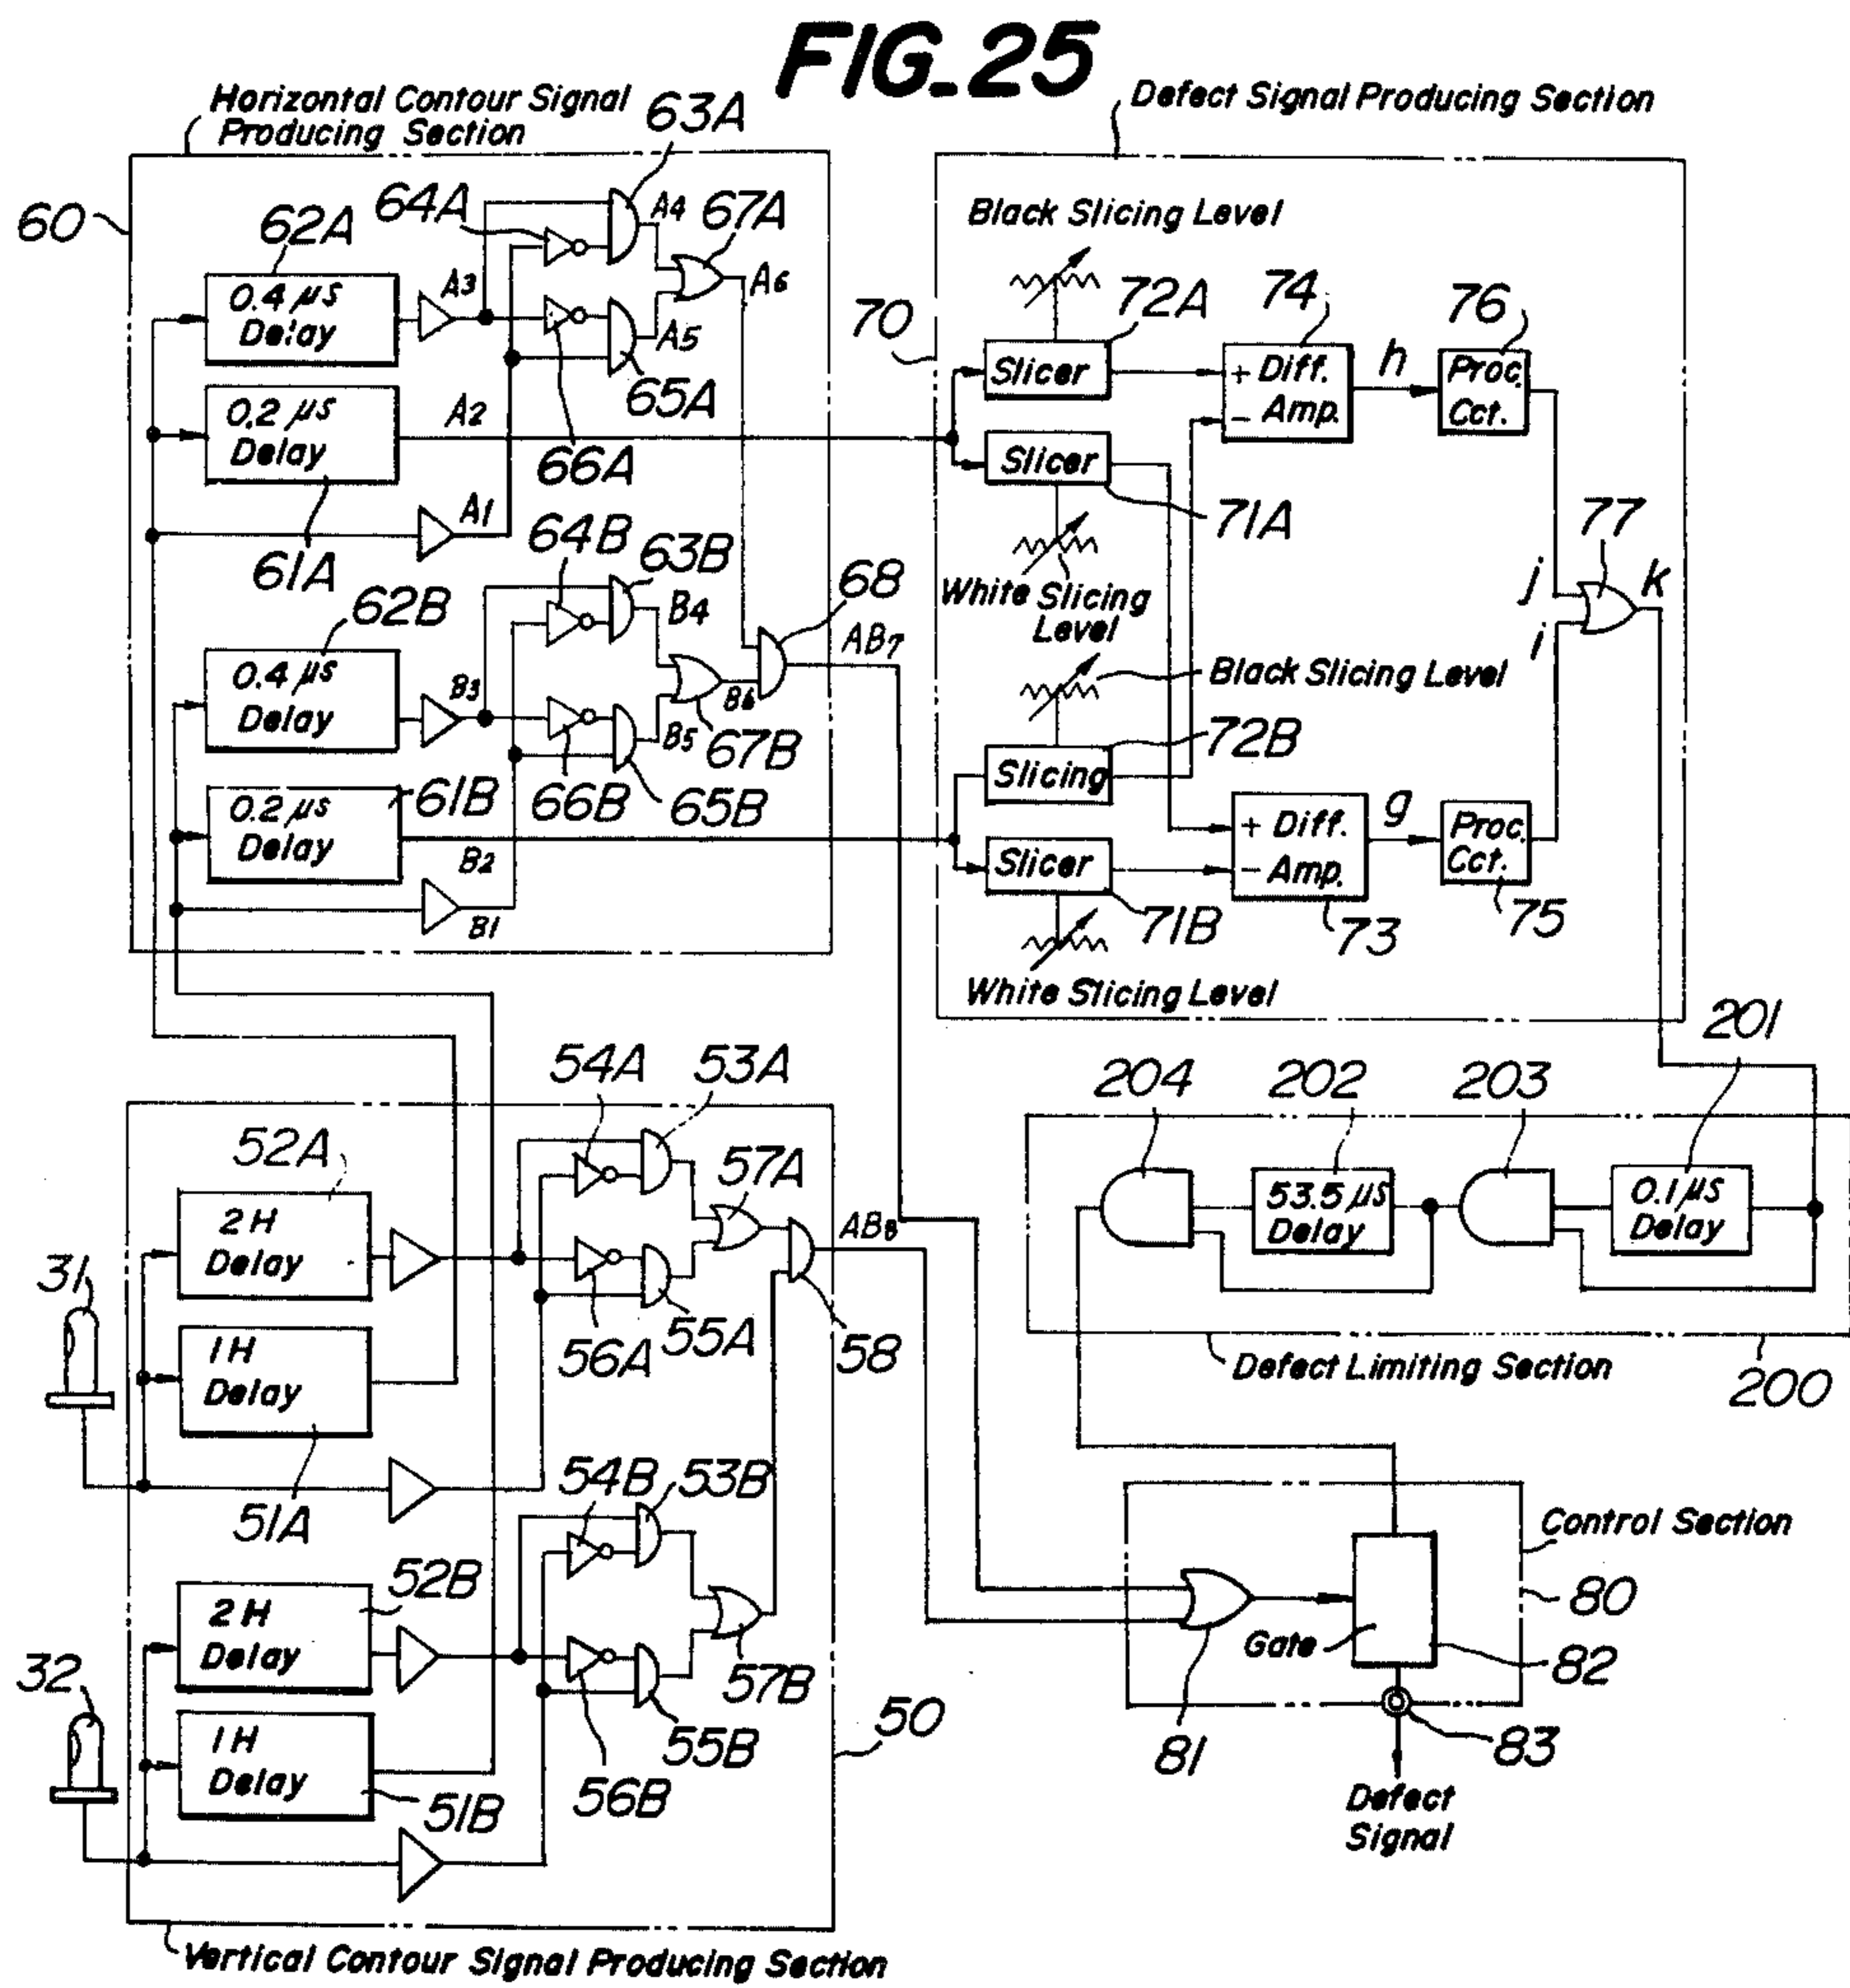 FIG_25
Horizontal Contour Signal
Producing Section
Defect Signal Producing Section
63A
64A
A4
67A
60
62A
Black Slicing Level
0.4 μs
Delay
A3
A6
A5
65A
70
72A
74
76
Slicer
+ Diff.
- Amp.
h
Proc.
Cct.
0.2 μs
Delay
A2
66A
Slicer
71A
A1
61A
64B
63B
White Slicing
Level
77
j
k
i
62B
B4
68
AB7
0.4 μs
Delay
B3
B6
B5
67B
Black Slicing Level
72B
Slicing
61B
66B
65B
0.2 μs
Delay
B2
+ Diff.
- Amp.
g
Proc.
Cct.
Slicer
B1
71B
73
75
White Slicing Level
201
54A
53A
204
202
203
52A
57A
2 H
Delay
AB8
53.5 μs
Delay
0.1 μs
Delay
31
1 H
Delay
56A
55A
58
Defect Limiting Section
200
51A
54B
53B
Control Section
52B
80
2 H
Delay
Gate
82
32
57B
50
1 H
Delay
55B
81
83
51B
56B
Defect
Signal
Vertical Contour Signal Producing Section